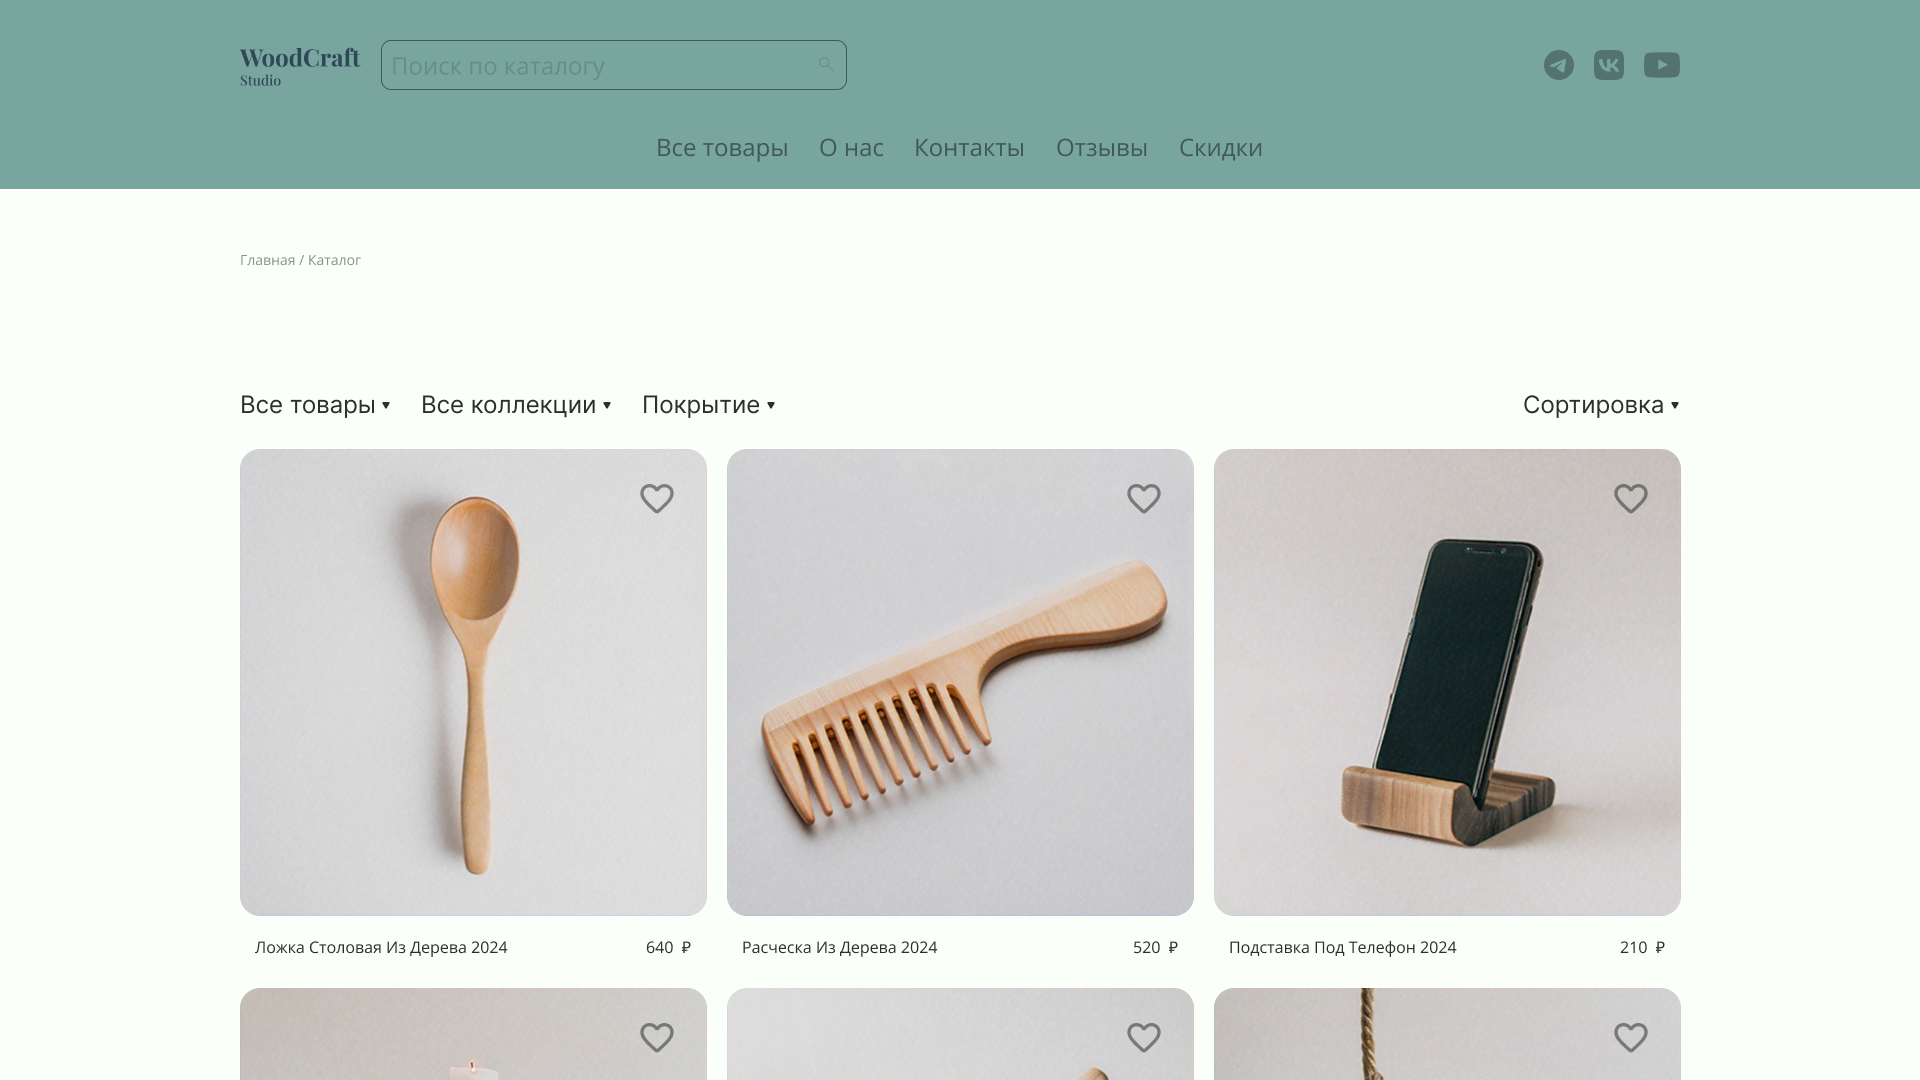 WoodCraft
Studio
Поиск по каталогу
Все товары О нас Контакты Отзывы Скидки
Главная / Каталог
Все товары ▾ Все коллекции ▾ Покрытие ▾ Сортировка ▾
Ложка Столовая Из Дерева 2024 640 ₽
Расческа Из Дерева 2024 520 ₽
Подставка Под Телефон 2024 210 ₽